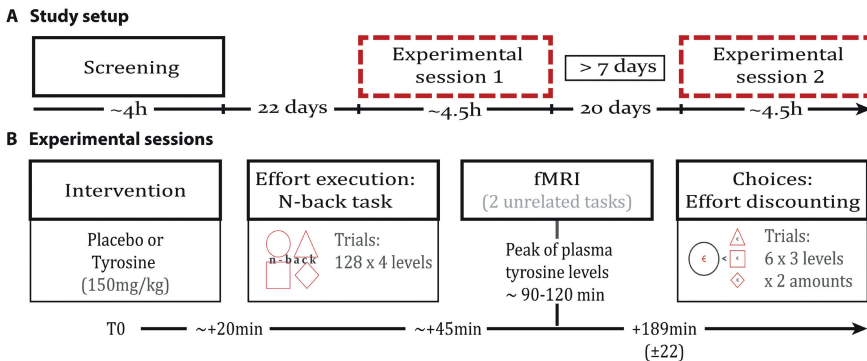 A Study setup
Screening
Experimental session 1
> 7 days
Experimental session 2
~4h
22 days
~4.5h
20 days
~4.5h
B Experimental sessions
Intervention
Placebo or
Tyrosine
(150mg/kg)
Effort execution:
N-back task
n-back
Trials:
128 x 4 levels
fMRI
(2 unrelated tasks)
Peak of plasma
tyrosine levels
~ 90-120 min
Choices:
Effort discounting
€ < € € €
Trials:
6 x 3 levels
x 2 amounts
T0
~+20min
~+45min
+189min
(±22)